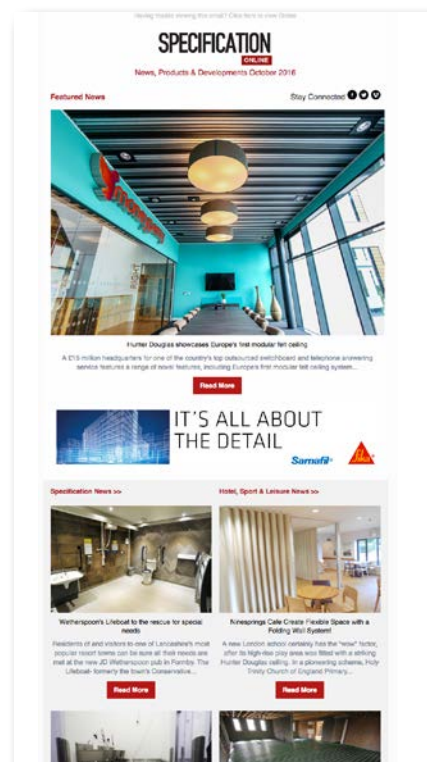 Having trouble viewing this email? Click here to view Online
SPECIFICATION
ONLINE
News, Products & Developments October 2016
Featured News
Stay Connected
moneypenny
Hunter Douglas showcases Europe's first modular felt ceiling
A £15 million headquarters for one of the country's top outsourced switchboard and telephone answering
service features a range of novel features, including Europe's first modular felt ceiling system...
Read More
IT'S ALL ABOUT
THE DETAIL
Sarnafil
Sika
Specification News >>
Hotel, Sport & Leisure News >>
Wetherspoon's Lifeboat to the rescue for special
needs
Residents of and visitors to one of Lancashire's most
popular resort towns can be sure all their needs are
met at the new JD Wetherspoon pub in Formby. The
Lifeboat- formerly the town's Conservative...
Read More
Ninesprings Cafe Create Flexible Space with a
Folding Wall System!
A new London school certainly has the "wow" factor,
after its high-rise play area was fitted with a striking
Hunter Douglas ceiling. In a pioneering scheme, Holy
Trinity Church of England Primary...
Read More